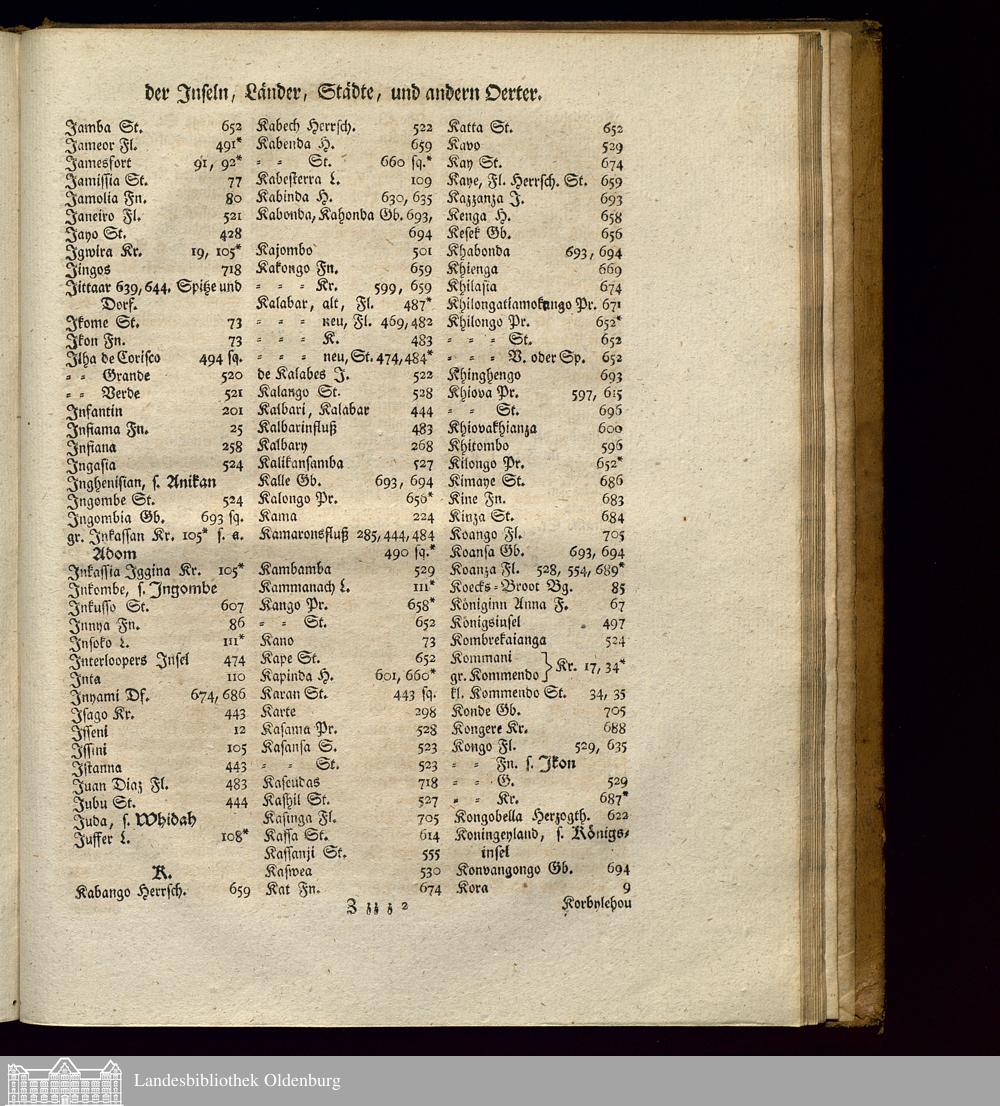 der Inseln, Länder, Städte, und andern Oerter.
Jamba St. 652
Jameor Fl. 491*
Jamesfort 91, 92*
Jamissia St. 77
Jamolia Fn. 80
Janeiro Fl. 521
Jayo St. 428
Igwira Kr. 19, 105*
Jingos 718
Jittaar 639, 644. Spitze und
Dorf.
Ikome St. 73
Ikon Fn. 73
Ilha de Corisco 494 sq.
= = Grande 520
= = Verde 521
Infantin 201
Infiama Fn. 25
Infiana 258
Ingasia 524
Inghenisian, s. Anikan
Ingombe St. 524
Ingombia Gb. 693 sq.
gr. Inkassan Kr. 105* s. a.
Adom
Inkassia Iggina Kr. 105*
Inkombe, s. Ingombe
Inkusso St. 607
Innya Fn. 86
Insoko L. 111*
Interloopers Insel 474
Inta 110
Inyami Df. 674, 686
Isago Kr. 443
Isseni 12
Issini 105
Istanna 443
Juan Diaz Fl. 483
Jubu St. 444
Juda, s. Whidah
Juffer L. 108*
K.
Kabango Herrsch. 659
Kabech Herrsch. 522
Kabenda H. 659
= = St. 660 sq.*
Kabesterra L. 109
Kabinda H. 630, 635
Kabonda, Kahonda Gb. 693,
694
Kajombo 501
Kakongo Fn. 659
= = = Kr. 599, 659
Kalabar, alt, Fl. 487*
= = = neu, Fl. 469, 482
= = = K. 483
= = = neu, St. 474, 484*
de Kalabes J. 522
Kalango St. 528
Kalbari, Kalabar 444
Kalbarinfluß 483
Kalbary 268
Kalikansamba 527
Kalle Gb. 693, 694
Kalongo Pr. 656*
Kama 224
Kamaronsfluß 285, 444, 484
490 sq.*
Kambamba 529
Kammanach L. 111*
Kango Pr. 658*
= = St. 652
Kano 73
Kape St. 652
Kapinda H. 601, 660*
Karan St. 443 sq.
Karte 298
Kasama Pr. 528
Kasansa S. 523
= = St. 523
Kasendas 718
Kashil St. 527
Kasinga Fl. 705
Kassa St. 614
Kassanji St. 555
Kaswea 530
Kat Fn. 674
Katta St. 652
Kavo 529
Kay St. 674
Kaye, Fl. Herrsch. St. 659
Kazzanza J. 693
Kenga H. 658
Kesek Gb. 656
Khabonda 693, 694
Khienga 669
Khilasia 674
Khilongatiamokango Pr. 671
Khilongo Pr. 652*
= = = St. 652
= = = V. oder Sp. 652
Khinghengo 693
Khiova Pr. 597, 615
= = St. 696
Khiovakhianza 600
Khitombo 596
Kilongo Pr. 652*
Kimaye St. 686
Kine Fn. 683
Kinza St. 684
Koango Fl. 705
Koansa Gb. 693, 694
Koanza Fl. 528, 554, 689*
Koecks=Broot Bg. 85
Königinn Anna F. 67
Königsinsel 497
Kombrekaianga 524
Kommani
gr. Kommendo } Kr. 17, 34*
kl. Kommendo St. 34, 35
Konde Gb. 705
Kongere Kr. 688
Kongo Fl. 529, 635
= = Fn. s. Ikon
= = G. 529
= = Kr. 687*
Kongobella Herzogth. 622
Koningeyland, s. Königs=
insel
Konvangongo Gb. 694
Kora 9
Z zz z 2
Korbylehou
Landesbibliothek Oldenburg